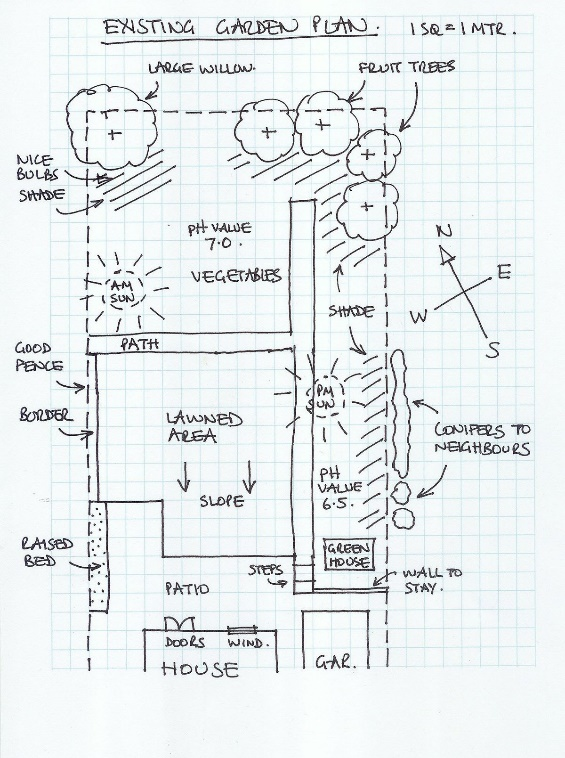 EXISTING GARDEN PLAN. 1 SQ = 1 MTR.
LARGE WILLOW.
FRUIT TREES
NICE
BULBS
SHADE
PH VALUE
7.0.
VEGETABLES
AM
SUN
N
E
W
S
SHADE
PATH
GOOD
FENCE
BORDER
LAWNED
AREA
SLOPE
PM
SUN
PH
VALUE
6.5.
CONIFERS TO
NEIGHBOURS
RAISED
BED
GREEN
HOUSE
STEPS
WALL TO
STAY.
PATIO
DOORS
WIND.
HOUSE
GAR.